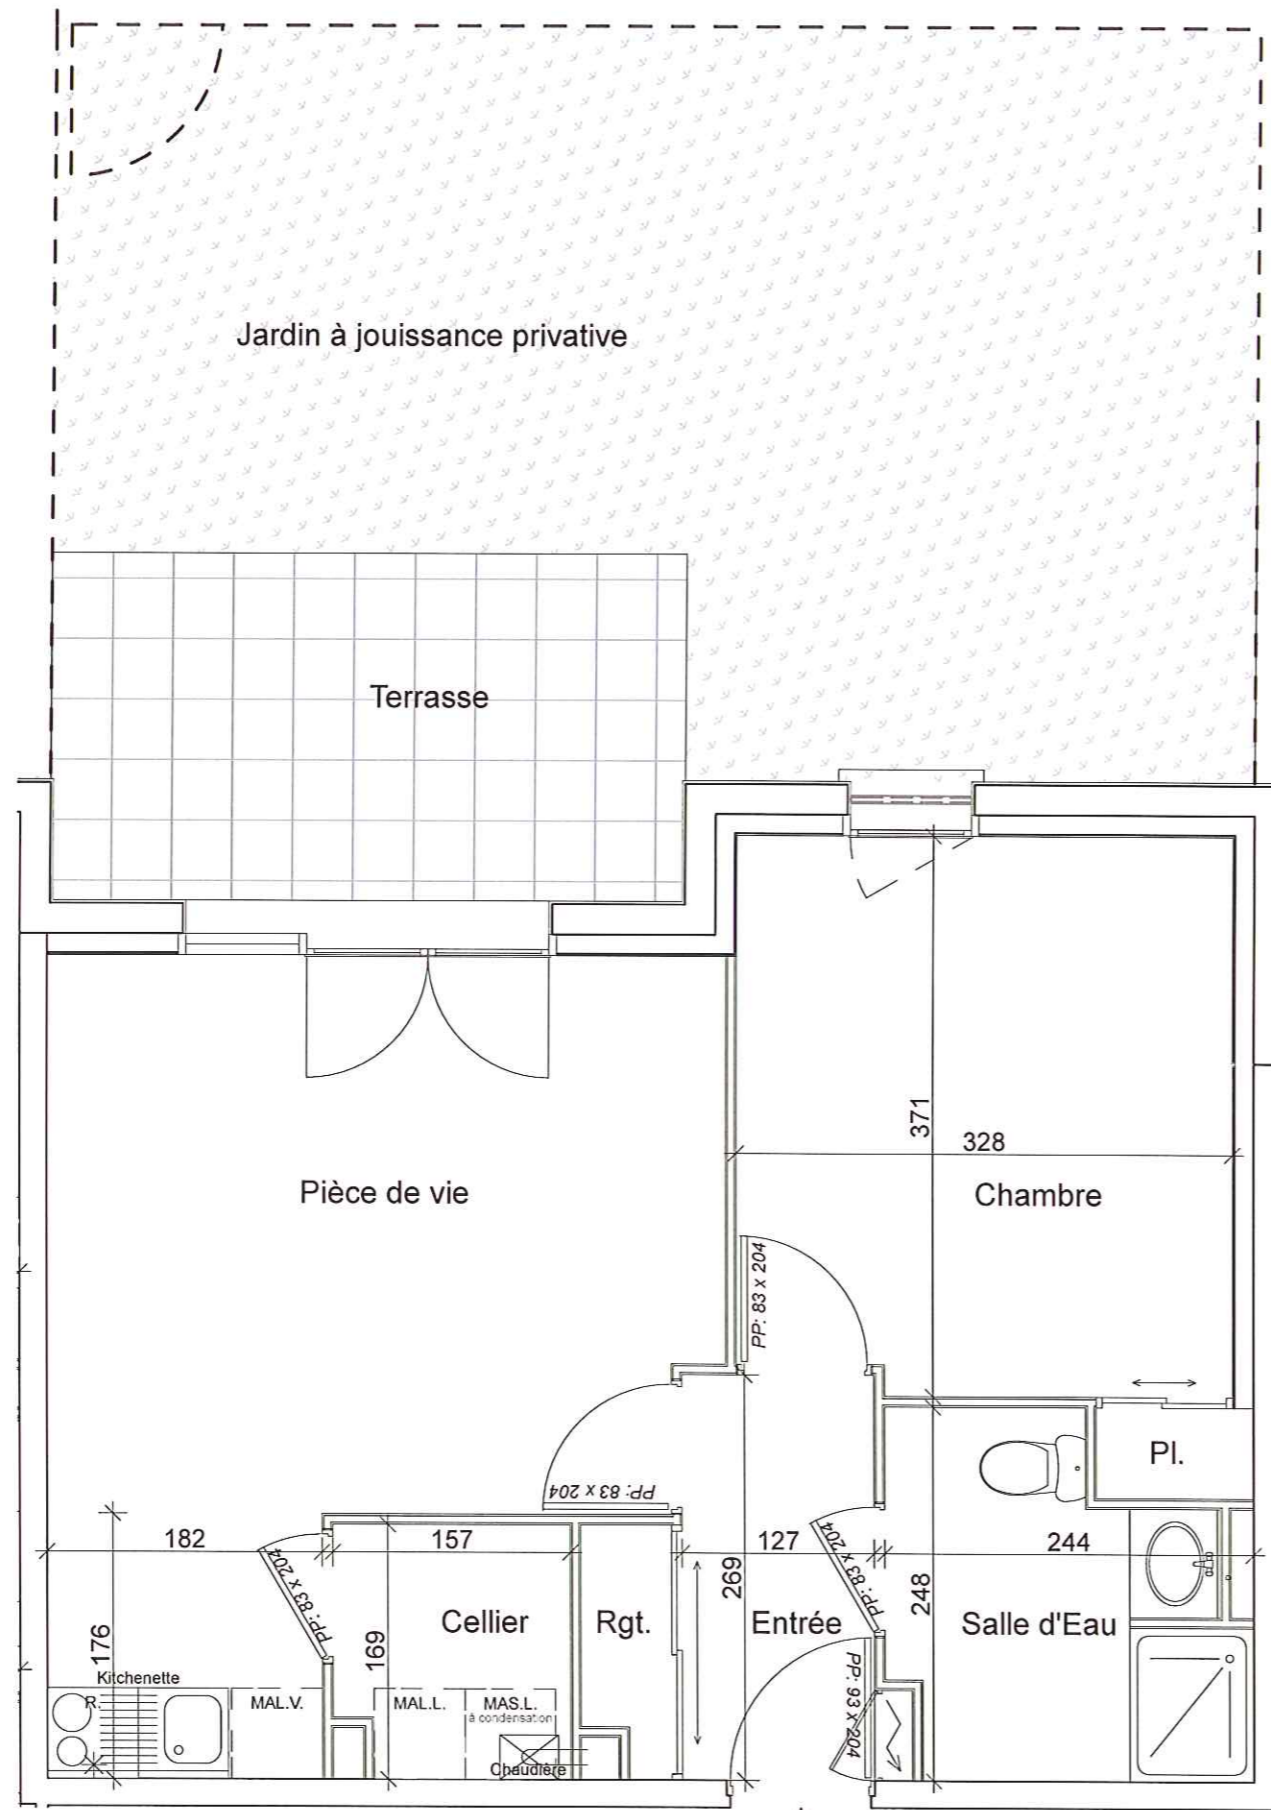 Jardin à jouissance privative
Terrasse
Pièce de vie
371
328
Chambre
PP: 83 x 204
PP: 83 x 204
Pl.
182
157
127
244
PP: 83 x 204
PP: 83 x 204
176
169
269
248
Cellier
Rgt.
Entrée
Salle d'Eau
Kitchenette
R.
MAL.V.
MAL.L.
MAS.L.
à condensation
Chaudière
PP: 93 x 204